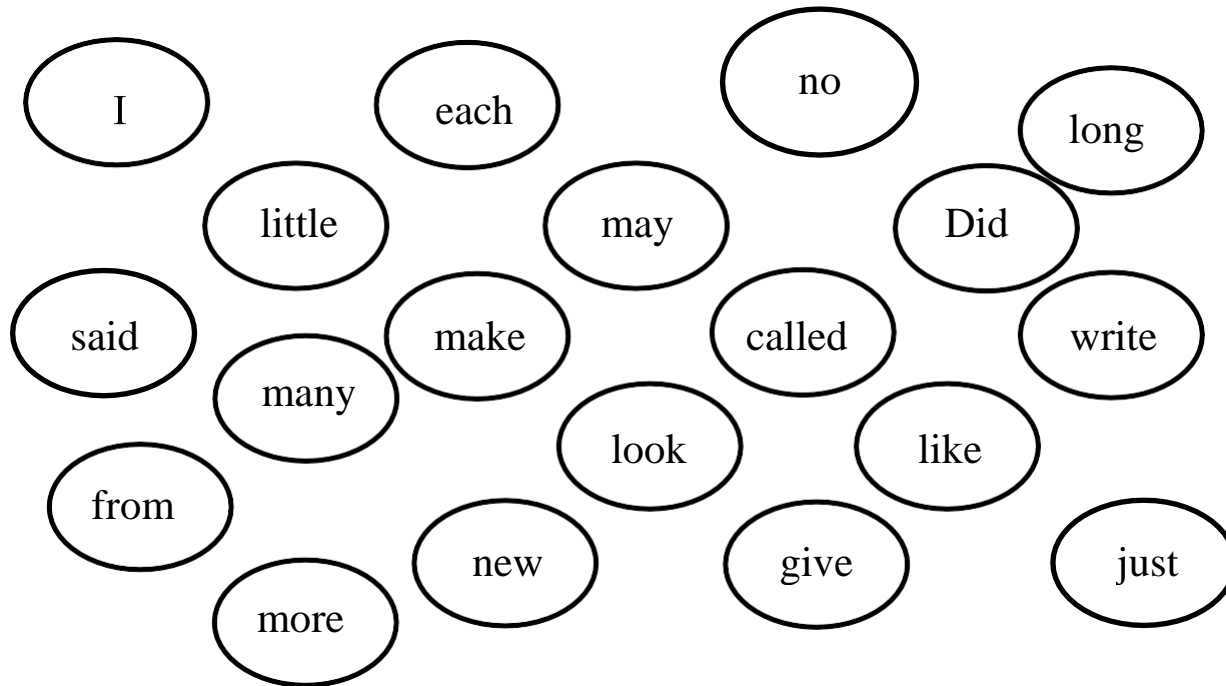 I
each
no
long
little
may
Did
said
make
called
write
many
look
like
from
new
give
just
more